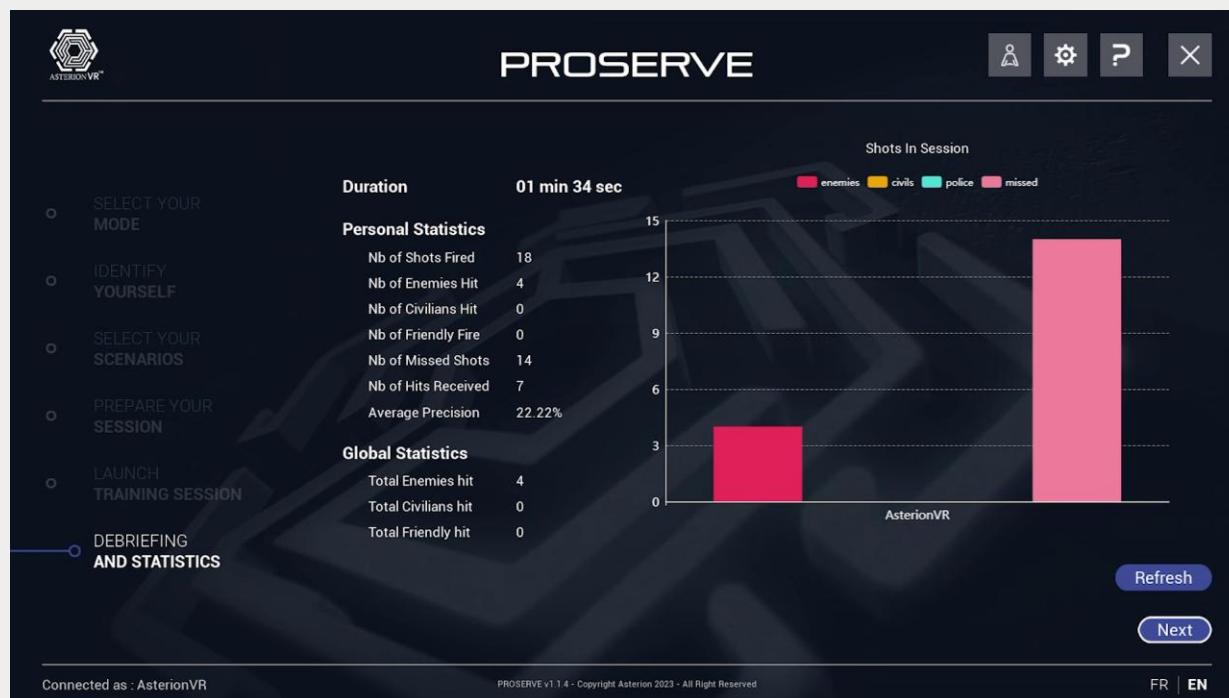 ASTERION VR™
PROSERVE
?
SELECT YOUR
MODE
IDENTIFY
YOURSELF
SELECT YOUR
SCENARIOS
PREPARE YOUR
SESSION
LAUNCH
TRAINING SESSION
DEBRIEFING
AND STATISTICS
Duration 01 min 34 sec
Personal Statistics
Nb of Shots Fired 18
Nb of Enemies Hit 4
Nb of Civilians Hit 0
Nb of Friendly Fire 0
Nb of Missed Shots 14
Nb of Hits Received 7
Average Precision 22.22%
Global Statistics
Total Enemies hit 4
Total Civilians hit 0
Total Friendly hit 0
Shots In Session
enemies civils police missed
15
12
9
6
3
0
AsterionVR
Refresh
Next
Connected as : AsterionVR
PROSERVE v1.1.4 - Copyright Asterion 2023 - All Right Reserved
FR | EN